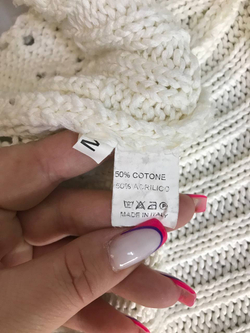 M
50% COTONE
50% ACRILICO
MADE IN ITALY